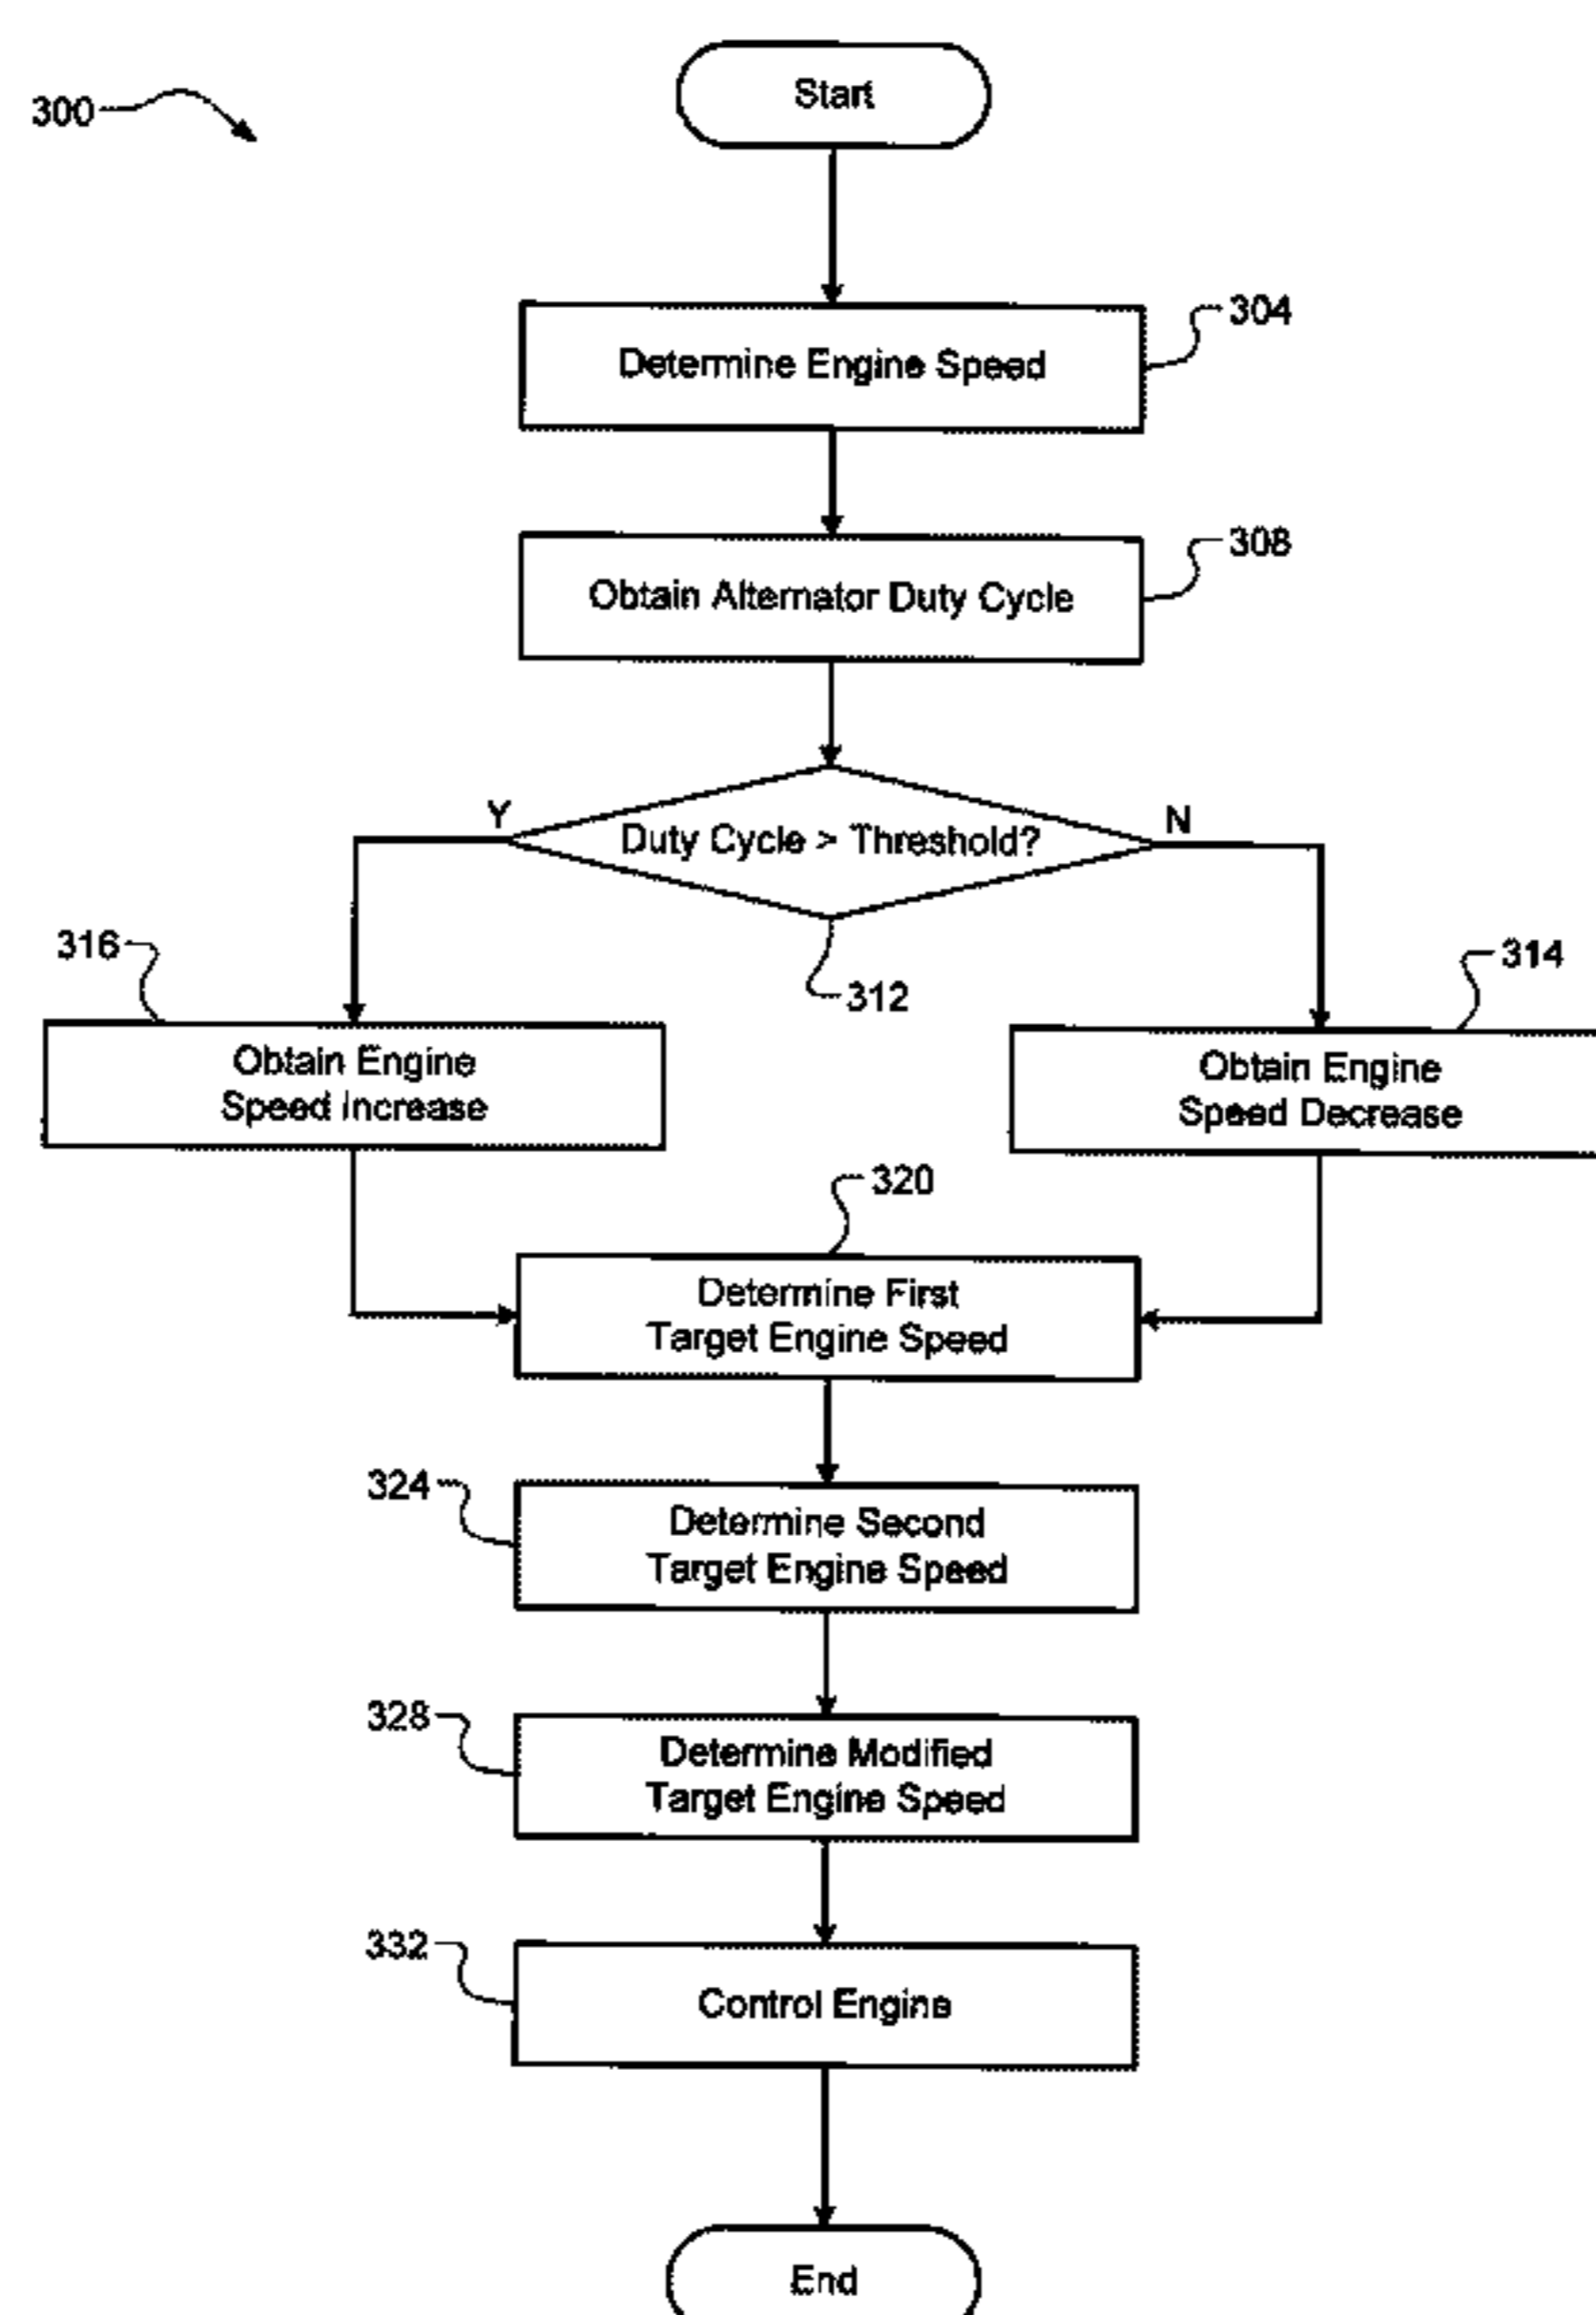 300
Start
304
Determine Engine Speed
308
Obtain Alternator Duty Cycle
Y
Duty Cycle > Threshold?
N
312
316
Obtain Engine
Speed Increase
314
Obtain Engine
Speed Decrease
320
Determine First
Target Engine Speed
324
Determine Second
Target Engine Speed
328
Determine Modified
Target Engine Speed
332
Control Engine
End